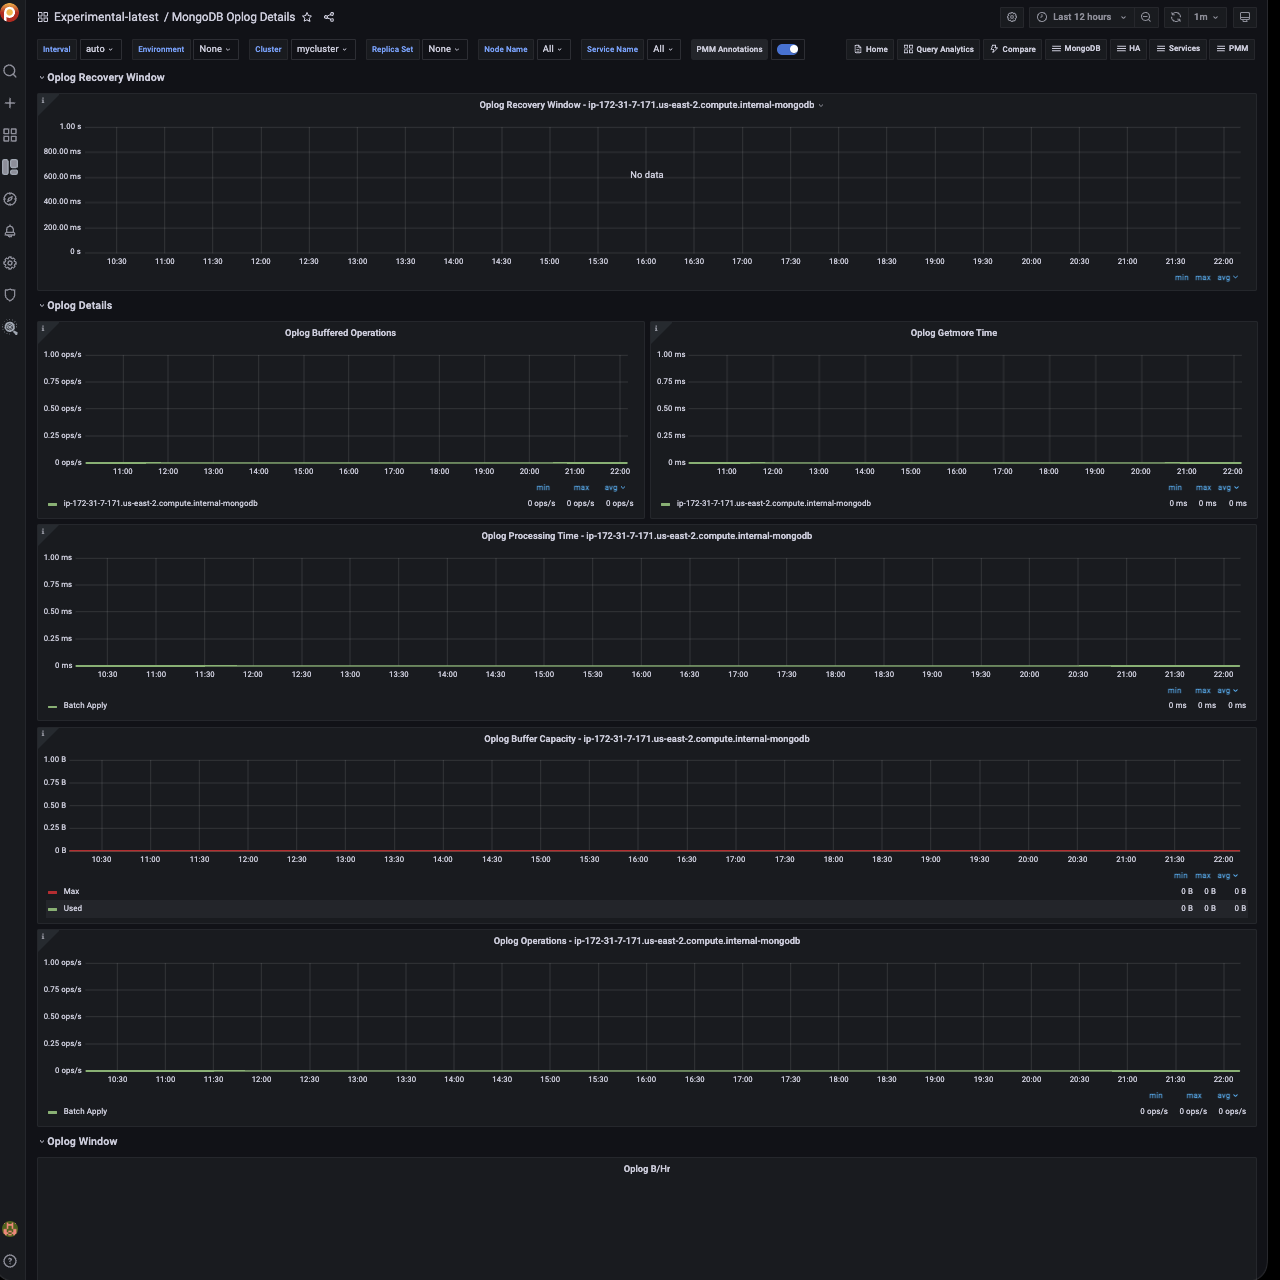 Experimental-latest / MongoDB Oplog Details
Last 12 hours
1m
Interval auto Environment None Cluster mycluster Replica Set None Node Name All Service Name All PMM Annotations Home Query Analytics Compare MongoDB HA Services PMM
Oplog Recovery Window
Oplog Recovery Window - ip-172-31-7-171.us-east-2.compute.internal-mongodb
1.00 s
800.00 ms
600.00 ms
400.00 ms
200.00 ms
0 s
No data
10:30 11:00 11:30 12:00 12:30 13:00 13:30 14:00 14:30 15:00 15:30 16:00 16:30 17:00 17:30 18:00 18:30 19:00 19:30 20:00 20:30 21:00 21:30 22:00
min max avg
Oplog Details
Oplog Buffered Operations
1.00 ops/s
0.75 ops/s
0.50 ops/s
0.25 ops/s
0 ops/s
11:00 12:00 13:00 14:00 15:00 16:00 17:00 18:00 19:00 20:00 21:00 22:00
min max avg
ip-172-31-7-171.us-east-2.compute.internal-mongodb 0 ops/s 0 ops/s 0 ops/s
Oplog Getmore Time
1.00 ms
0.75 ms
0.50 ms
0.25 ms
0 ms
11:00 12:00 13:00 14:00 15:00 16:00 17:00 18:00 19:00 20:00 21:00 22:00
min max avg
ip-172-31-7-171.us-east-2.compute.internal-mongodb 0 ms 0 ms 0 ms
Oplog Processing Time - ip-172-31-7-171.us-east-2.compute.internal-mongodb
1.00 ms
0.75 ms
0.50 ms
0.25 ms
0 ms
10:30 11:00 11:30 12:00 12:30 13:00 13:30 14:00 14:30 15:00 15:30 16:00 16:30 17:00 17:30 18:00 18:30 19:00 19:30 20:00 20:30 21:00 21:30 22:00
min max avg
Batch Apply 0 ms 0 ms 0 ms
Oplog Buffer Capacity - ip-172-31-7-171.us-east-2.compute.internal-mongodb
1.00 B
0.75 B
0.50 B
0.25 B
0 B
10:30 11:00 11:30 12:00 12:30 13:00 13:30 14:00 14:30 15:00 15:30 16:00 16:30 17:00 17:30 18:00 18:30 19:00 19:30 20:00 20:30 21:00 21:30 22:00
min max avg
Max 0 B 0 B 0 B
Used 0 B 0 B 0 B
Oplog Operations - ip-172-31-7-171.us-east-2.compute.internal-mongodb
1.00 ops/s
0.75 ops/s
0.50 ops/s
0.25 ops/s
0 ops/s
10:30 11:00 11:30 12:00 12:30 13:00 13:30 14:00 14:30 15:00 15:30 16:00 16:30 17:00 17:30 18:00 18:30 19:00 19:30 20:00 20:30 21:00 21:30 22:00
min max avg
Batch Apply 0 ops/s 0 ops/s 0 ops/s
Oplog Window
Oplog B/Hr